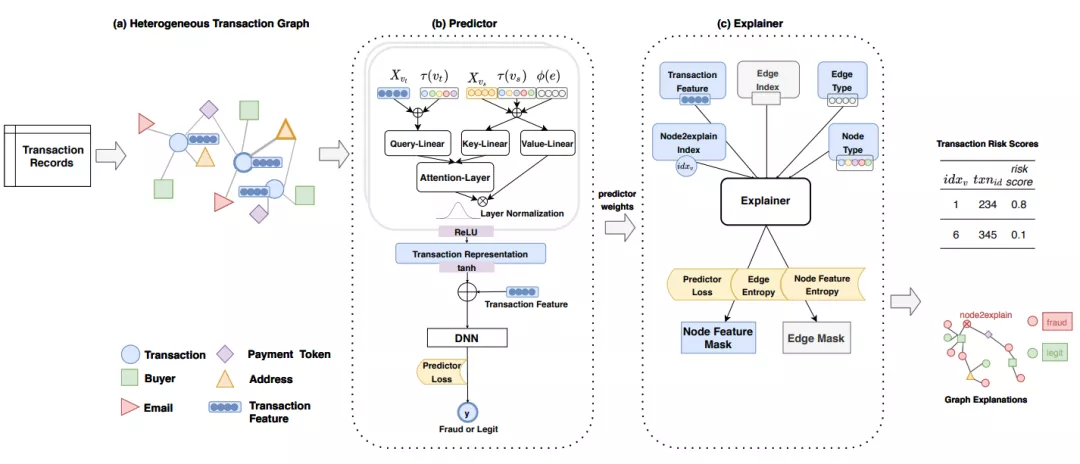 (a) Heterogeneous Transaction Graph
Transaction
Records
Transaction
Payment Token
Buyer
Address
Email
Transaction
Feature
(b) Predictor
X_{v_t} τ(v_t) X_{v_s} τ(v_s) ϕ(e)
Query-Linear
Key-Linear
Value-Linear
Attention-Layer
Layer Normalization
ReLU
Transaction Representation
tanh
Transaction Feature
DNN
Predictor
Loss
y
Fraud or Legit
predictor
weights
(c) Explainer
Transaction
Feature
Edge
Index
Edge
Type
Node2explain
Index
idx_v
Node
Type
Explainer
Predictor
Loss
Edge
Entropy
Node Feature
Entropy
Node Feature
Mask
Edge Mask
Transaction Risk Scores
idx_v txn_{id} risk score
1 234 0.8
6 345 0.1
node2explain
fraud
legit
Graph Explanations